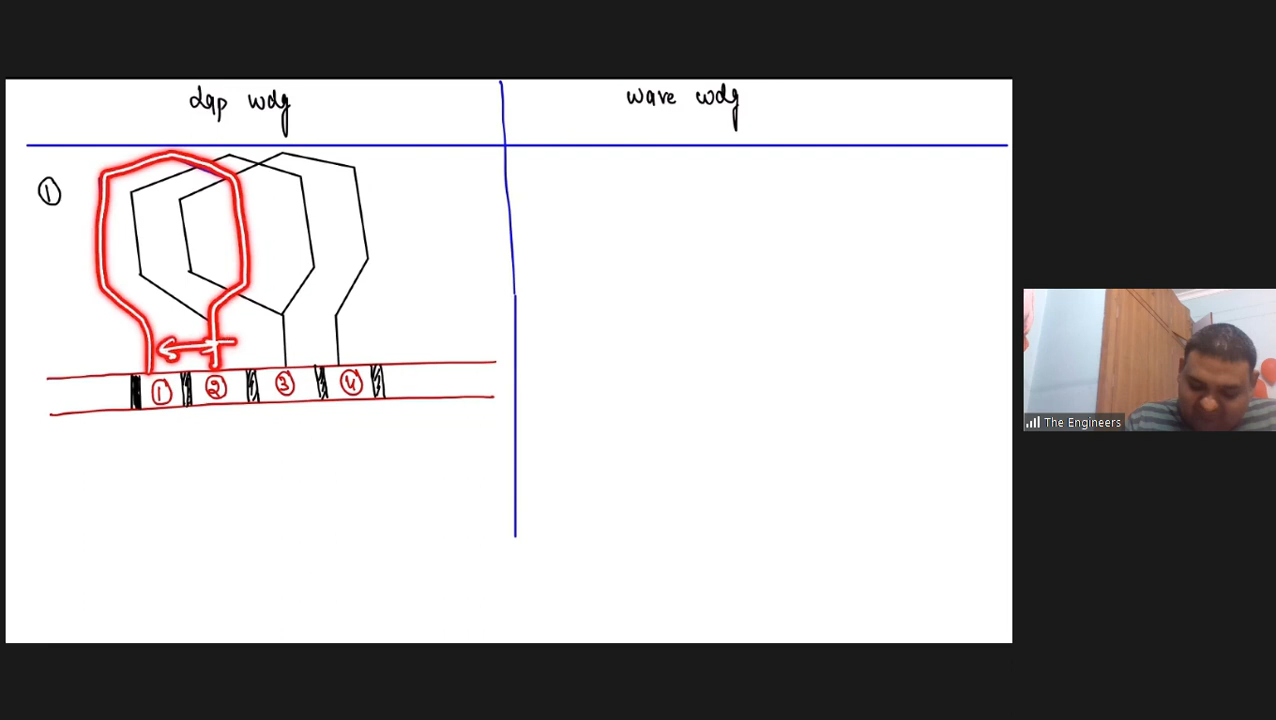 Lap wdg
wave wdg
①
① ② ③ ④
The Engineers